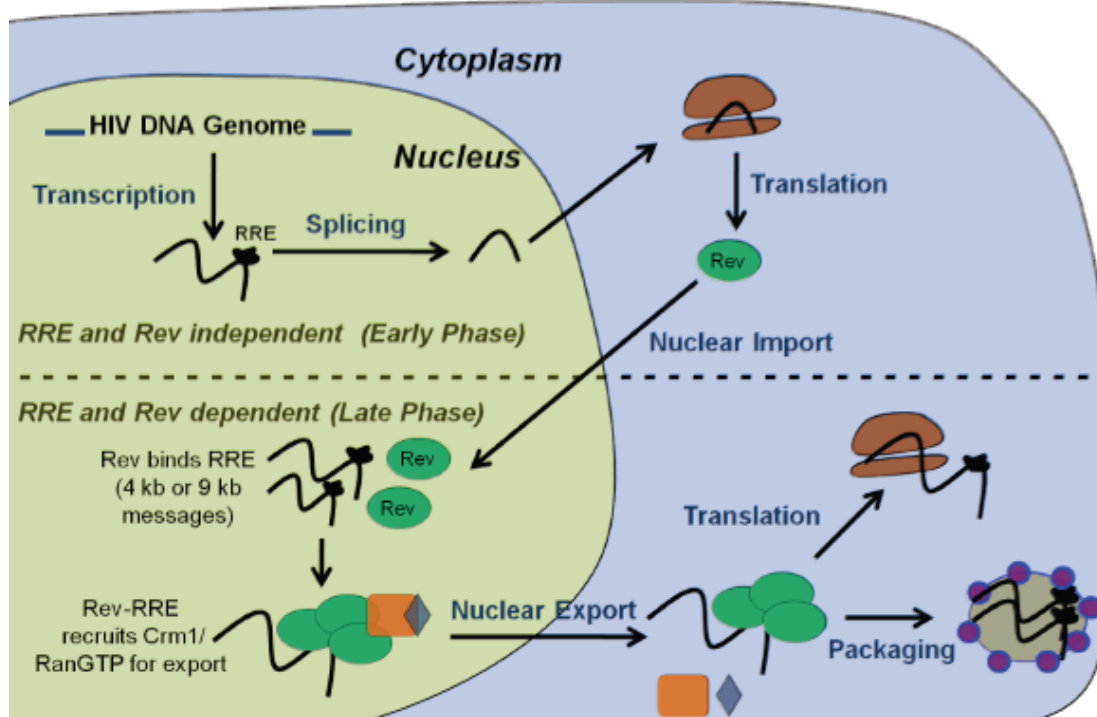 Cytoplasm
HIV DNA Genome
Nucleus
Transcription
RRE
Splicing
Translation
Rev
RRE and Rev independent (Early Phase)
Nuclear Import
RRE and Rev dependent (Late Phase)
Rev binds RRE
(4 kb or 9 kb
messages)
Rev
Rev
Translation
Rev-RRE
recruits Crm1/
RanGTP for export
Nuclear Export
Packaging